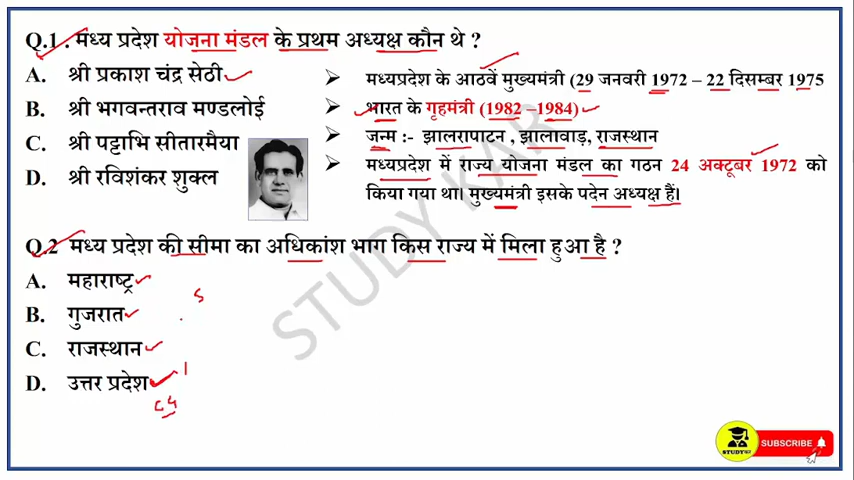 Q.1 . मध्य प्रदेश योजना मंडल के प्रथम अध्यक्ष कौन थे ?
A. श्री प्रकाश चंद्र सेठी
B. श्री भगवन्तराव मण्डलोई
C. श्री पट्टाभि सीतारमैया
D. श्री रविशंकर शुक्ल
➢ मध्यप्रदेश के आठवें मुख्यमंत्री (29 जनवरी 1972 – 22 दिसम्बर 1975
➢ भारत के गृहमंत्री (1982 –1984)
➢ जन्म :- झालरापाटन , झालावाड़, राजस्थान
➢ मध्यप्रदेश में राज्य योजना मंडल का गठन 24 अक्टूबर 1972 को
किया गया था। मुख्यमंत्री इसके पदेन अध्यक्ष हैं।
Q.2 मध्य प्रदेश की सीमा का अधिकांश भाग किस राज्य में मिला हुआ है ?
A. महाराष्ट्र
B. गुजरात
C. राजस्थान
D. उत्तर प्रदेश
STUDY KAR
STUDYकर
SUBSCRIBE